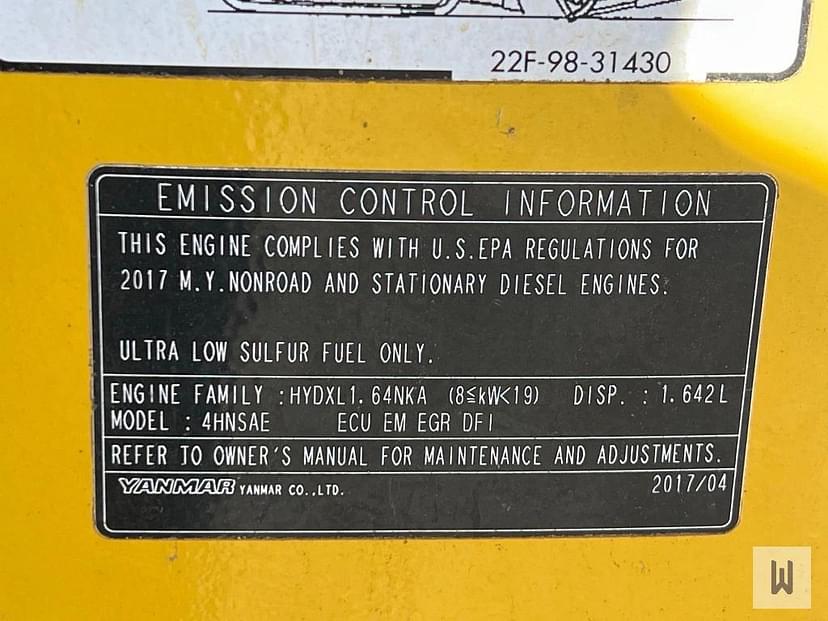 22F-98-31430
EMISSION CONTROL INFORMATION
THIS ENGINE COMPLIES WITH U.S.EPA REGULATIONS FOR
2017 M.Y.NONROAD AND STATIONARY DIESEL ENGINES.
ULTRA LOW SULFUR FUEL ONLY.
ENGINE FAMILY :HYDXL1.64NKA (8≦kW<19) DISP. : 1.642L
MODEL : 4HNSAE ECU EM EGR DFI
REFER TO OWNER'S MANUAL FOR MAINTENANCE AND ADJUSTMENTS.
YANMAR YANMAR CO.,LTD. 2017/04
W